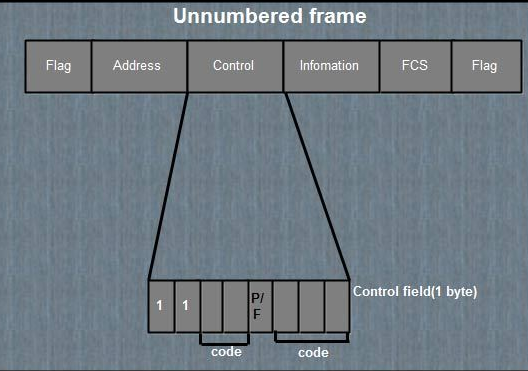 Unnumbered frame
Flag Address Control Infomation FCS Flag
1 1 P/
F
Control field(1 byte)
code code